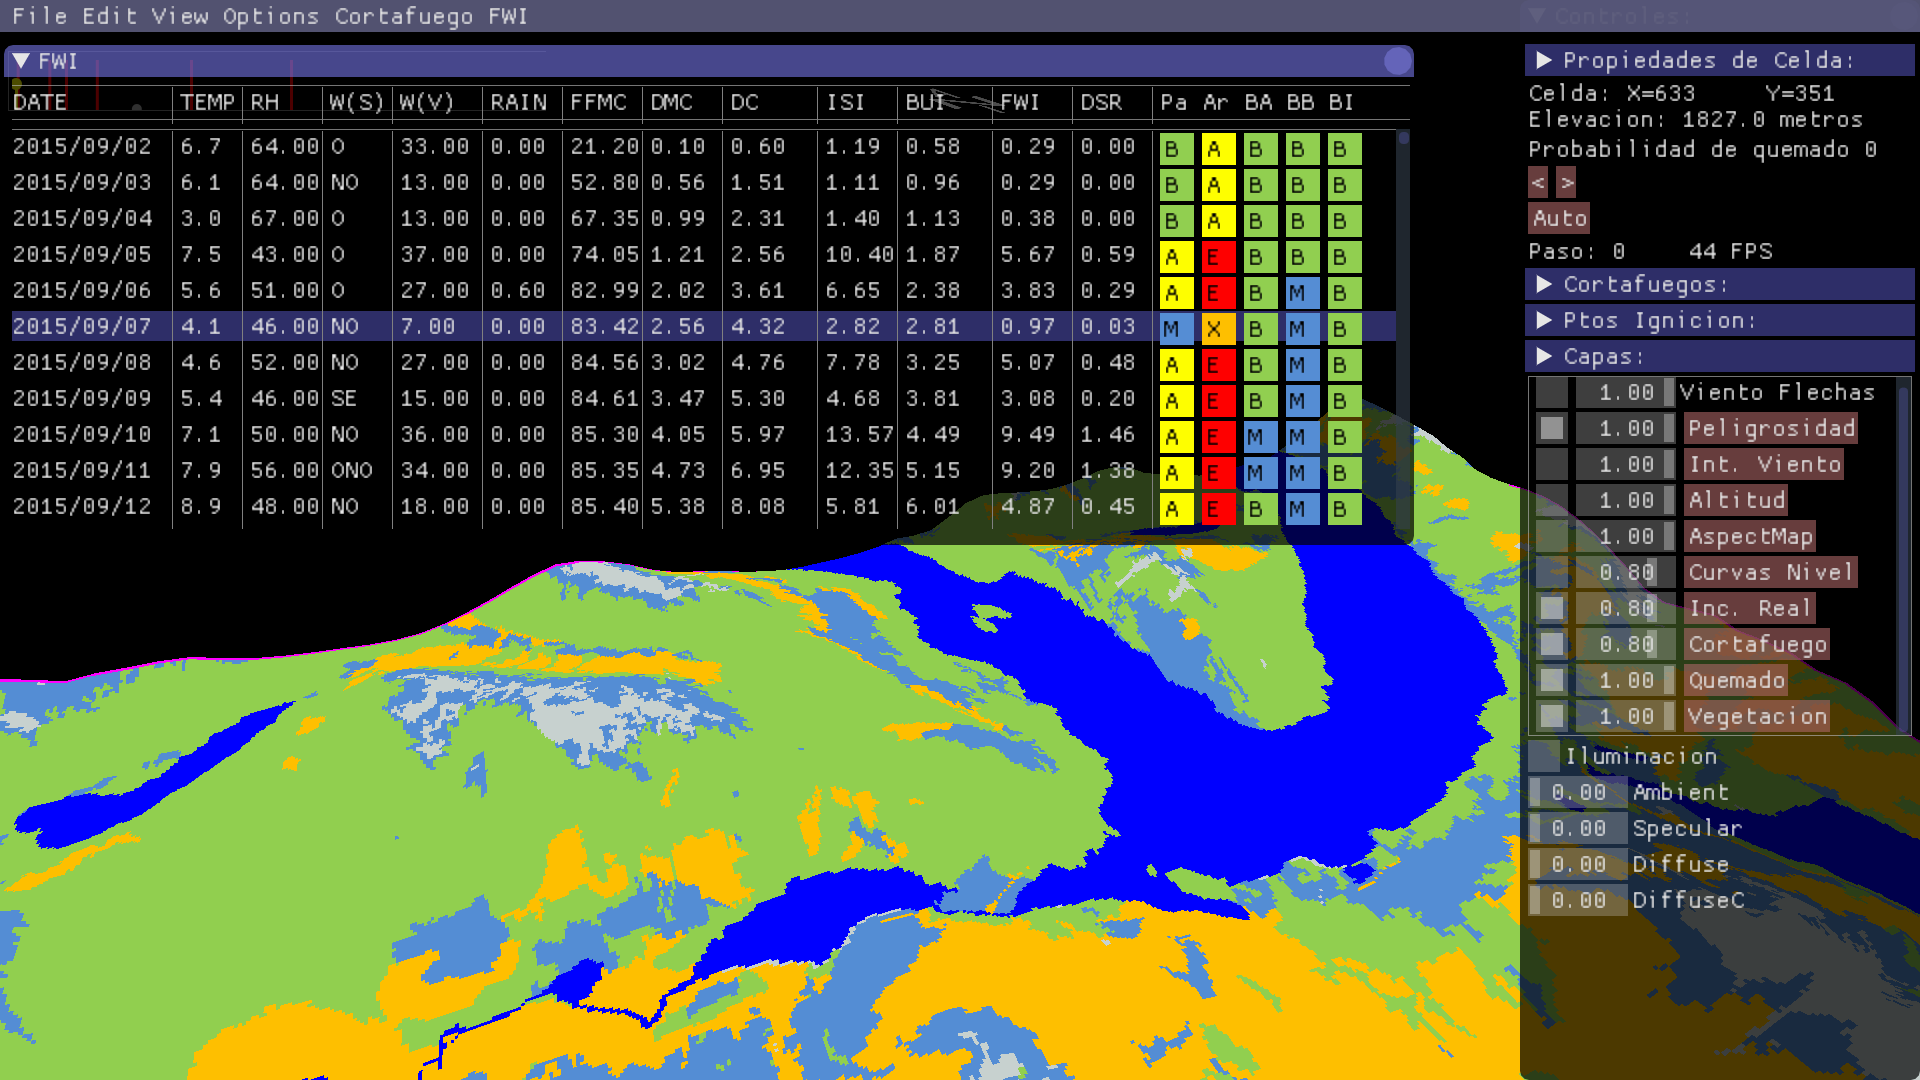 File Edit View Options Cortafuego FWI
Controles:
FWI
DATE TEMP RH W(S) W(V) RAIN FFMC DMC DC ISI BUI FWI DSR Pa Ar BA BB BI
2015/09/02 6.7 64.00 O 33.00 0.00 21.20 0.10 0.60 1.19 0.58 0.29 0.00 B A B B B
2015/09/03 6.1 64.00 NO 13.00 0.00 52.80 0.56 1.51 1.11 0.96 0.29 0.00 B A B B B
2015/09/04 3.0 67.00 O 13.00 0.00 67.35 0.99 2.31 1.40 1.13 0.38 0.00 B A B B B
2015/09/05 7.5 43.00 O 37.00 0.00 74.05 1.21 2.56 10.40 1.87 5.67 0.59 A E B B B
2015/09/06 5.6 51.00 O 27.00 0.60 82.99 2.02 3.61 6.65 2.38 3.83 0.29 A E B M B
2015/09/07 4.1 46.00 NO 7.00 0.00 83.42 2.56 4.32 2.82 2.81 0.97 0.03 M X B M B
2015/09/08 4.6 52.00 NO 27.00 0.00 84.56 3.02 4.76 7.78 3.25 5.07 0.48 A E B M B
2015/09/09 5.4 46.00 SE 15.00 0.00 84.61 3.47 5.30 4.68 3.81 3.08 0.20 A E B M B
2015/09/10 7.1 50.00 NO 36.00 0.00 85.30 4.05 5.97 13.57 4.49 9.49 1.46 A E M M B
2015/09/11 7.9 56.00 ONO 34.00 0.00 85.35 4.73 6.95 12.35 5.15 9.20 1.38 A E M M B
2015/09/12 8.9 48.00 NO 18.00 0.00 85.40 5.38 8.08 5.81 6.01 4.87 0.45 A E B M B
Propiedades de Celda:
Celda: X=633 Y=351
Elevacion: 1827.0 metros
Probabilidad de quemado 0
< >
Auto
Paso: 0 44 FPS
Cortafuegos:
Ptos Ignicion:
Capas:
1.00 Viento Flechas
1.00 Peligrosidad
1.00 Int. Viento
1.00 Altitud
1.00 AspectMap
0.80 Curvas Nivel
0.80 Inc. Real
0.80 Cortafuego
1.00 Quemado
1.00 Vegetacion
Iluminacion
0.00 Ambient
0.00 Specular
0.00 Diffuse
0.00 DiffuseC